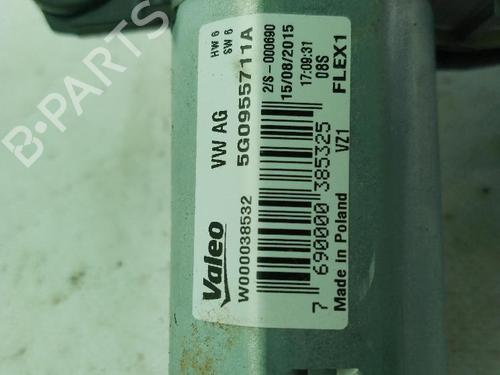 HW 6
SW 6
VW AG
5G0955711A
2/S-000690
15/08/2015
17:09:31
08S
FLEX1
Valeo
W000038532
7 690000 385325
VZ1
Made In Poland
B-PARTS